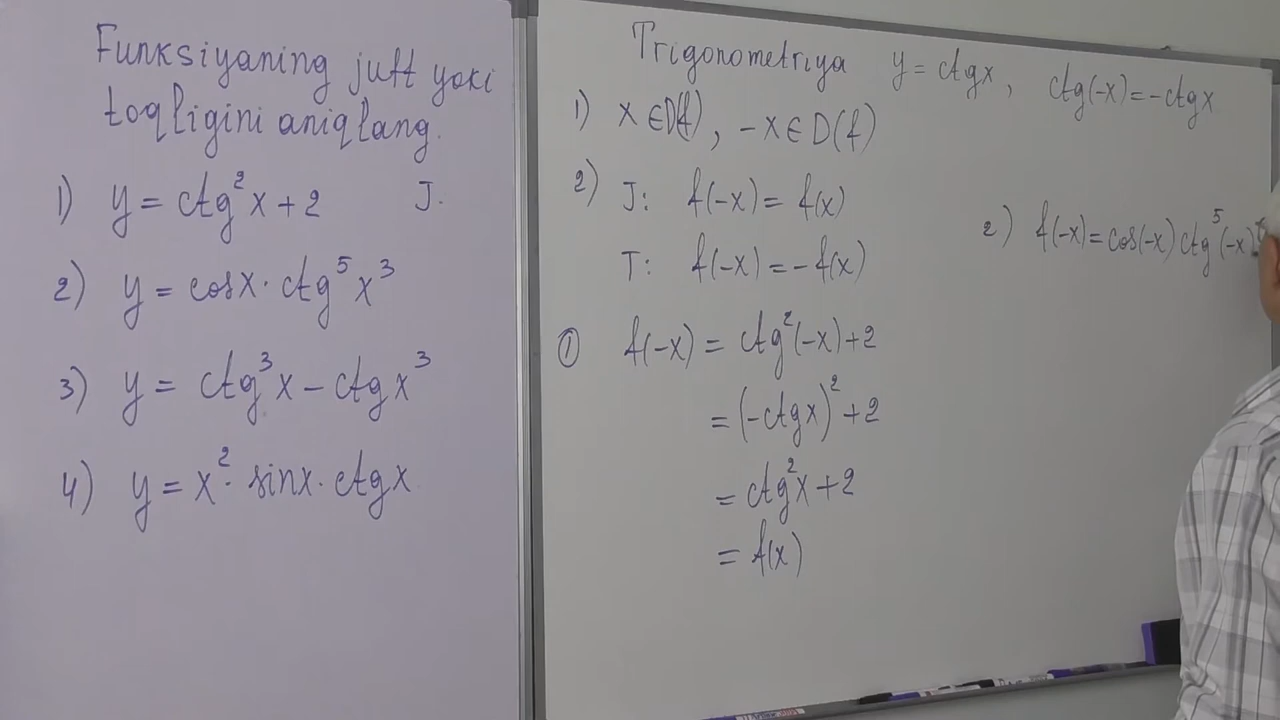 Funksiyaning juft yoki
toqligini aniqlang.
1) y = ctg²x + 2 J.
2) y = cosx · ctg⁵x³
3) y = ctg³x − ctgx³
4) y = x² · sinx · ctgx
Trigonometriya y = ctgx, ctg(-x) = -ctgx
1) x ∈ D(f), -x ∈ D(f)
2) J: f(-x) = f(x)
T: f(-x) = -f(x)
① f(-x) = ctg²(-x) + 2
= (-ctgx)² + 2
= ctg²x + 2
= f(x)
2) f(-x) = cos(-x) ctg⁵(-x)